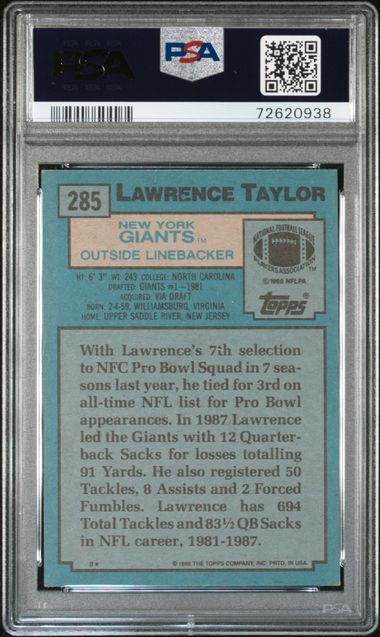 PSA
PSA
72620938
285 LAWRENCE TAYLOR
NEW YORK
GIANTS™
OUTSIDE LINEBACKER
NATIONAL FOOTBALL LEAGUE
PLAYERS ASSOCIATION
© 1988 NFLPA
HT: 6' 3" WT: 243 COLLEGE: NORTH CAROLINA
DRAFTED: GIANTS #1—1981
ACQUIRED: VIA DRAFT
BORN: 2-4-59, WILLIAMSBURG, VIRGINIA
HOME: UPPER SADDLE RIVER, NEW JERSEY
Topps
With Lawrence's 7th selection
to NFC Pro Bowl Squad in 7 sea-
sons last year, he tied for 3rd on
all-time NFL list for Pro Bowl
appearances. In 1987 Lawrence
led the Giants with 12 Quarter-
back Sacks for losses totalling
91 Yards. He also registered 50
Tackles, 8 Assists and 2 Forced
Fumbles. Lawrence has 694
Total Tackles and 83½ QB Sacks
in NFL career, 1981-1987.
© 1988 THE TOPPS COMPANY, INC. PRTD. IN U.S.A.
PSA